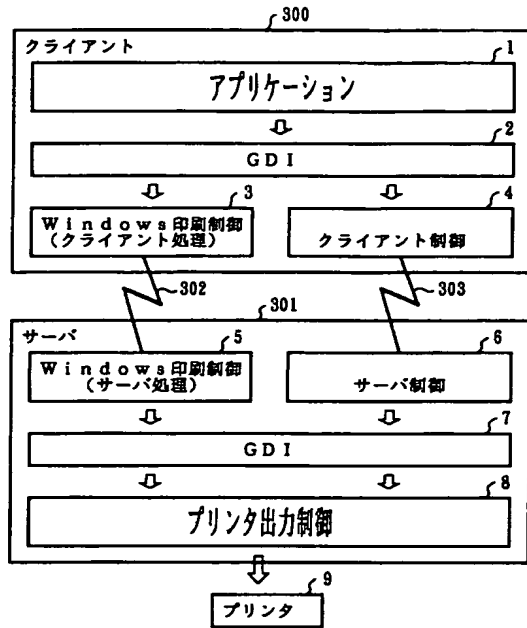 300
クライアント
1
アプリケーション
2
GDI
3
Windows印刷制御
(クライアント処理)
4
クライアント制御
302
303
301
サーバ
5
Windows印刷制御
(サーバ処理)
6
サーバ制御
7
GDI
8
プリンタ出力制御
9
プリンタ